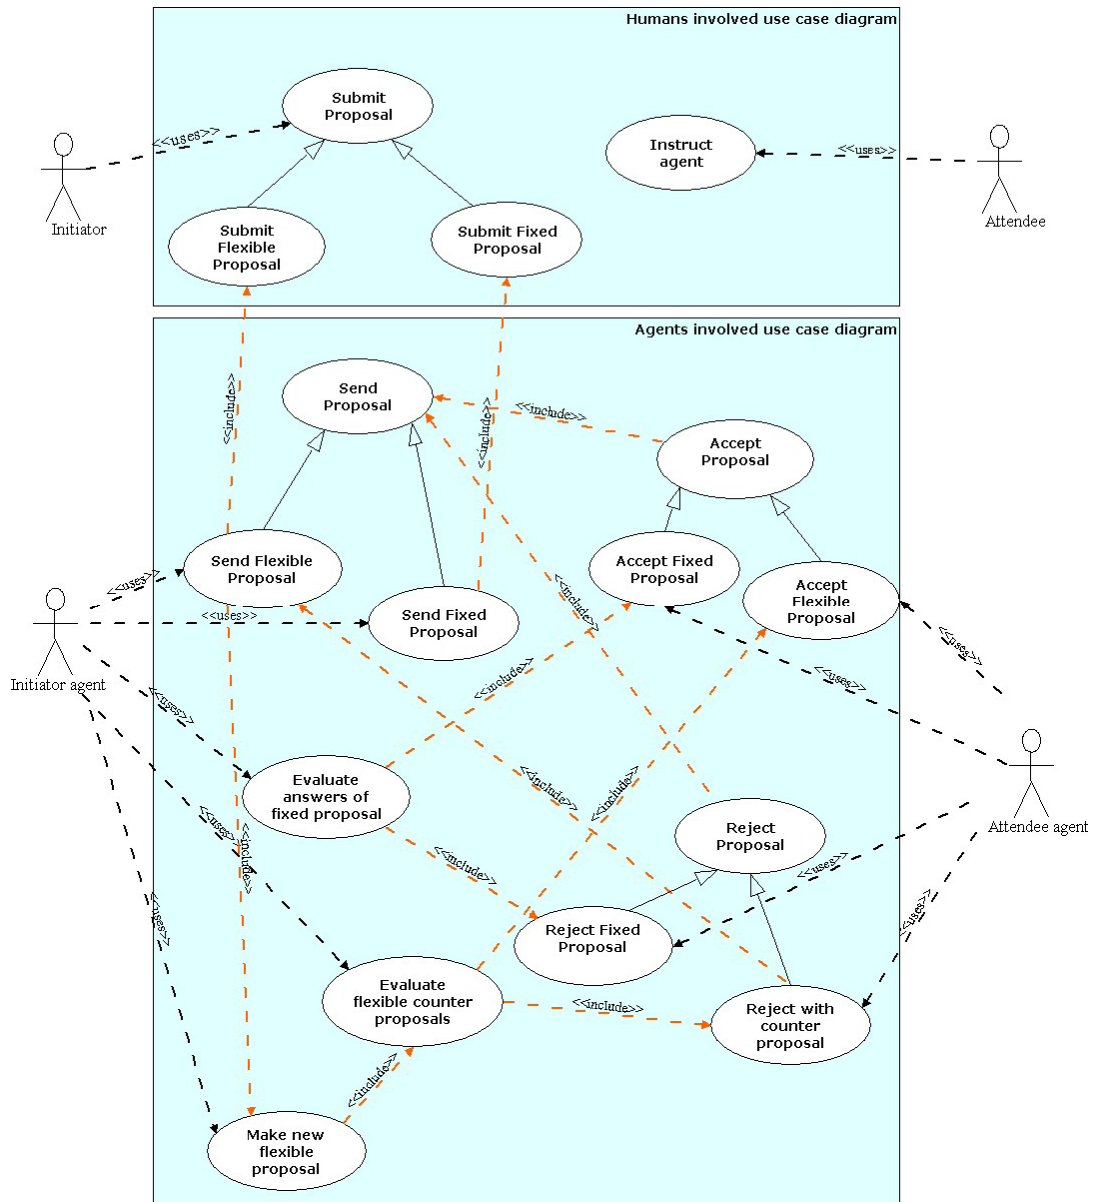 Humans involved use case diagram
Submit
Proposal
<<uses>>
Instruct
agent
<<uses>>
Initiator
Attendee
Submit
Flexible
Proposal
Submit Fixed
Proposal
Agents involved use case diagram
Send
Proposal
<<include>>
<<include>>
<<include>>
Accept
Proposal
Send Flexible
Proposal
Accept Fixed
Proposal
Accept
Flexible
Proposal
<<uses>>
<<uses>>
Send Fixed
Proposal
<<include>>
Initiator agent
<<uses>>
<<include>>
<<uses>>
<<uses>>
Evaluate
answers of
fixed proposal
<<include>>
<<include>>
Attendee agent
<<uses>>
<<include>>
<<include>>
Reject
Proposal
<<uses>>
<<uses>>
<<uses>>
Reject Fixed
Proposal
Evaluate
flexible counter
proposals
<<include>>
Reject with
counter
proposal
<<include>>
Make new
flexible
proposal